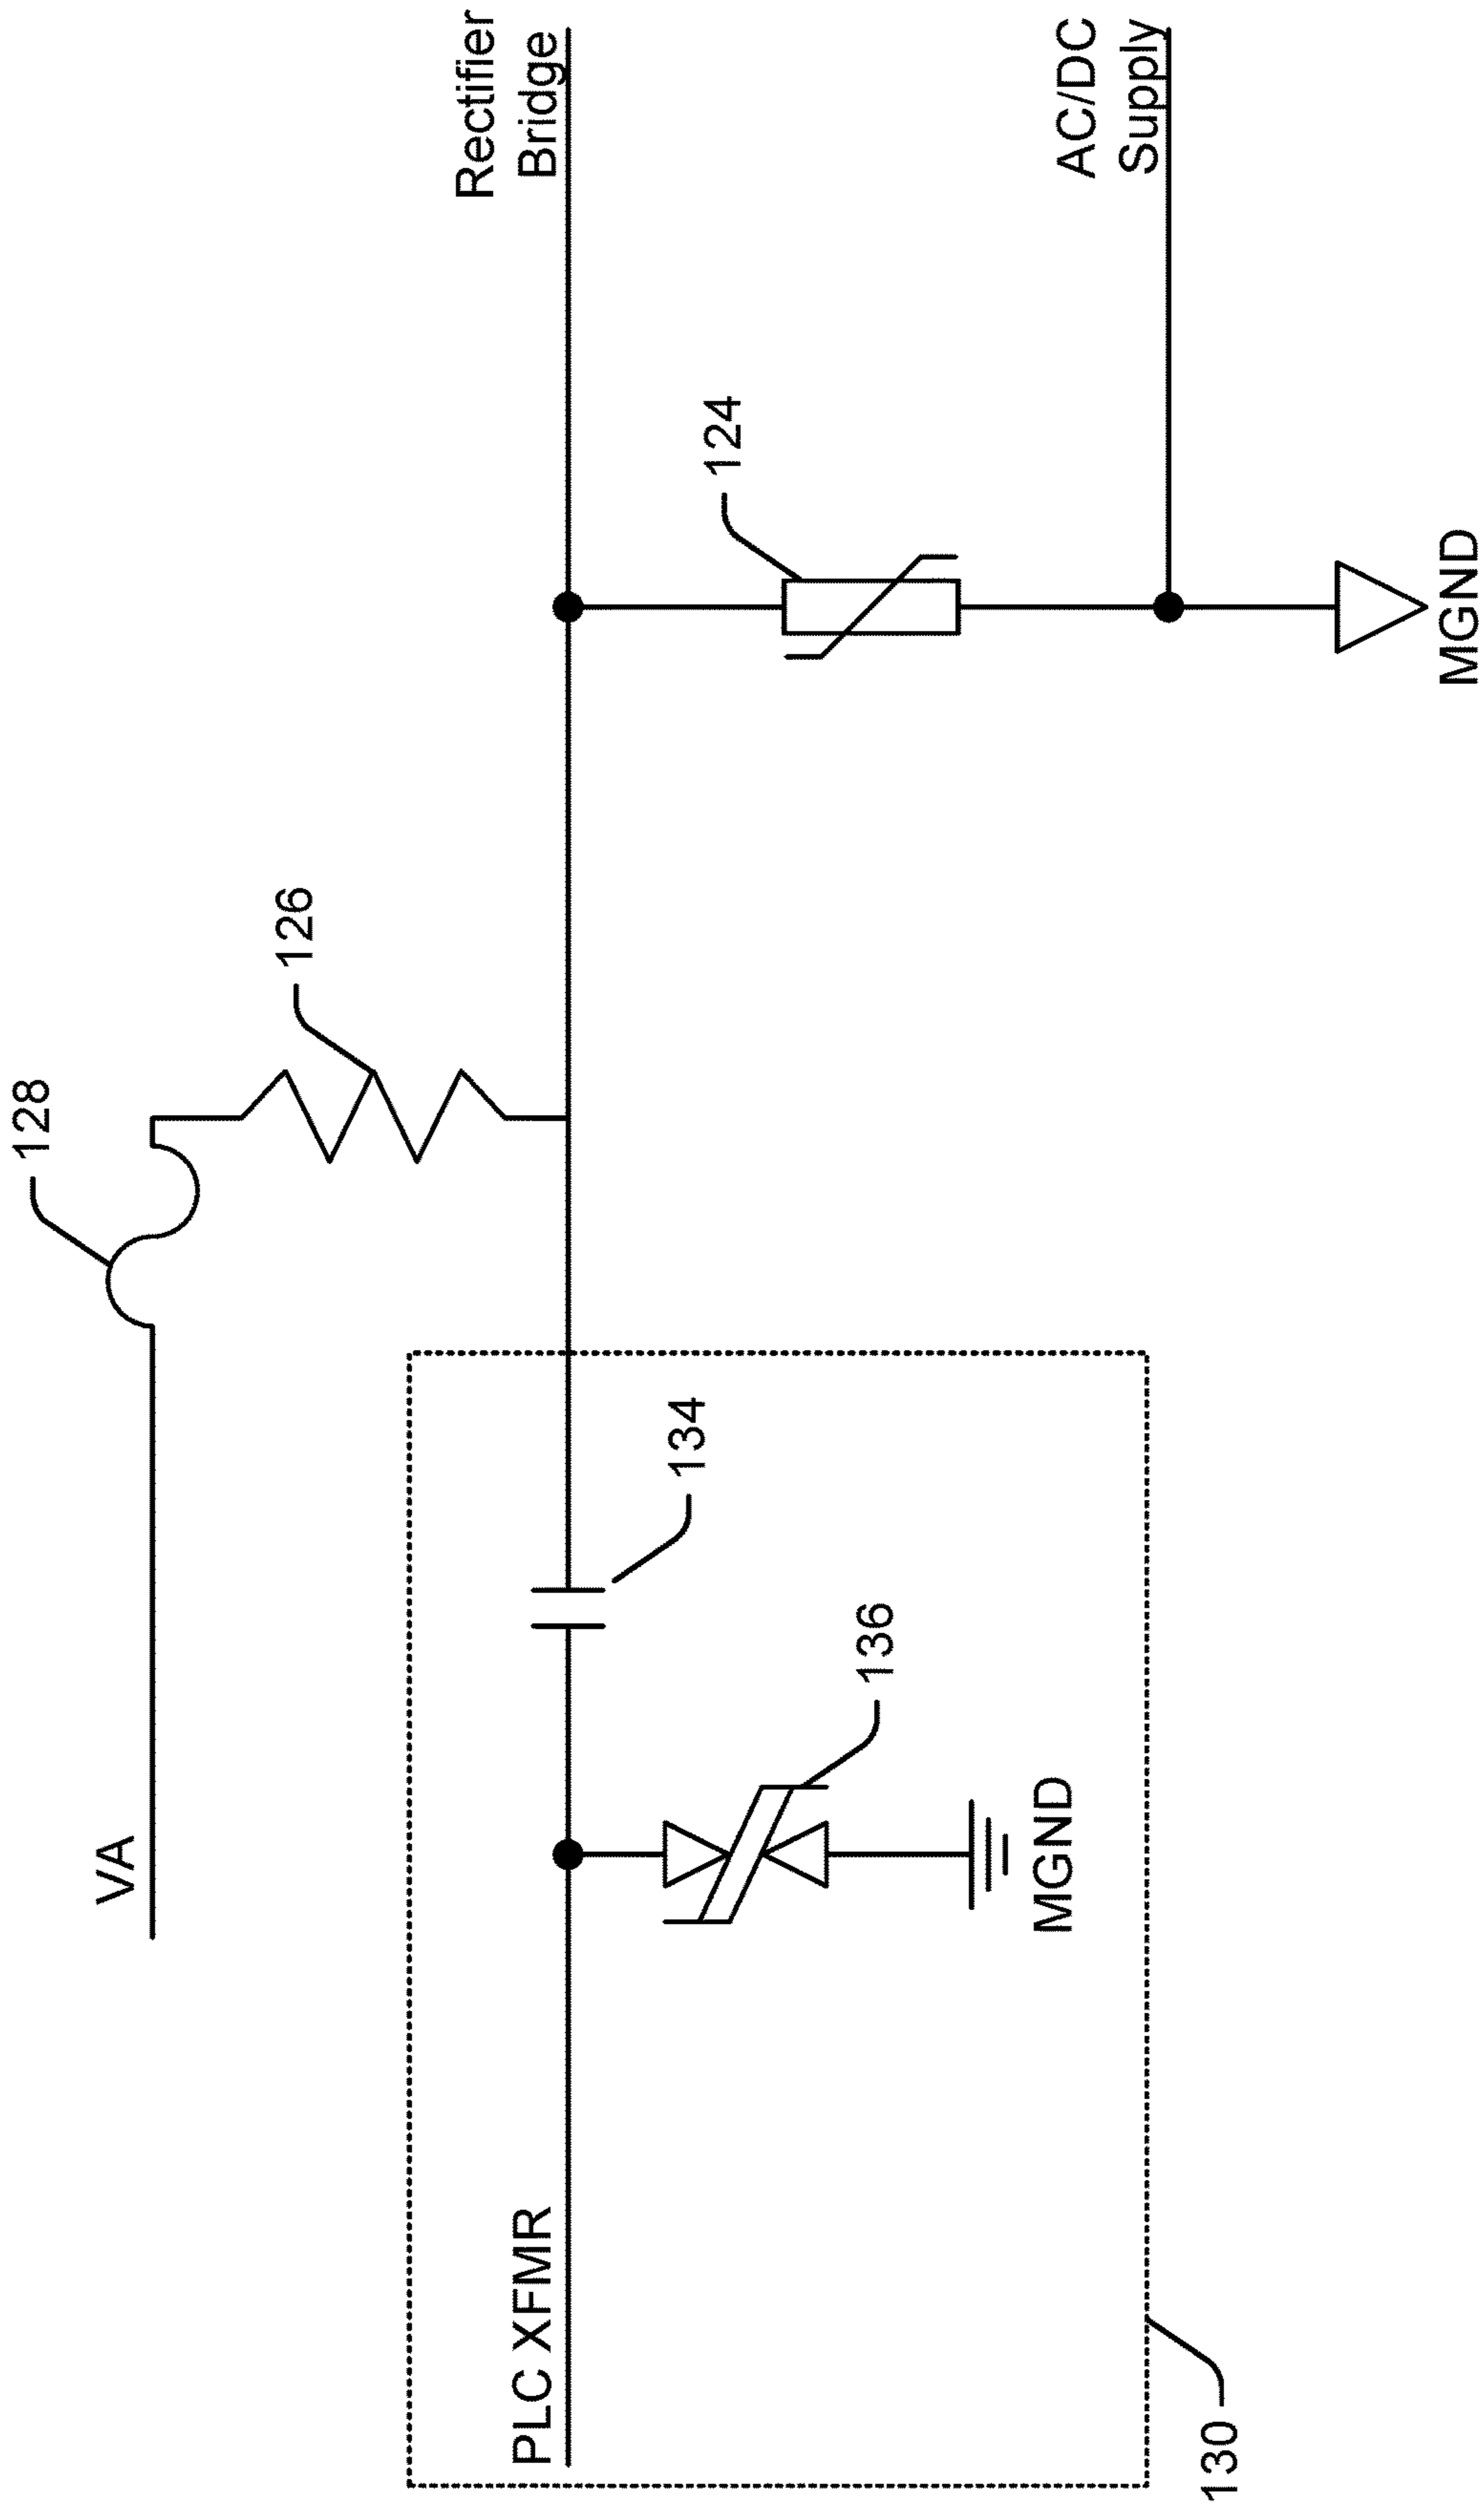 128
VA
126
Rectifier
Bridge
PLC XFMR
134
124
136
MGND
AC/DC
Supply
130
MGND